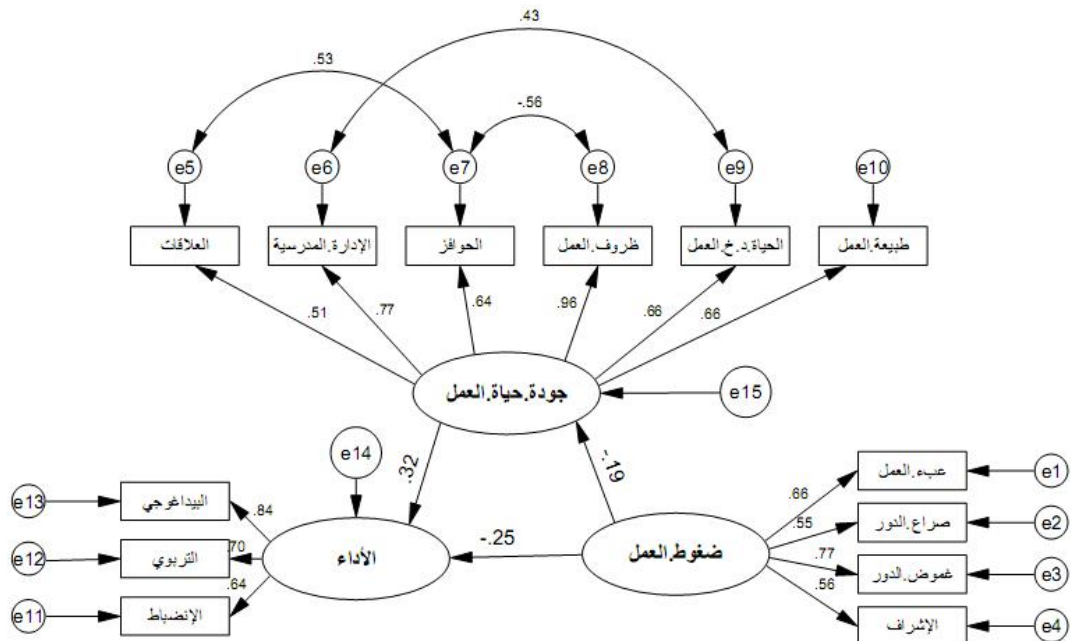 .43
.53
-.56
e5
e6
e7
e8
e9
e10
العلاقات
الإدارة.المدرسية
الحوافز
ظروف.العمل
الحياة.د.خ.العمل
طبيعة.العمل
.51
.77
.64
.96
.66
.66
جودة.حياة.العمل
e15
e14
.32
-.19
e13
البيداغوجي
.84
e12
التربوي
.70
e11
الإنضباط
.64
الأداء
-.25
ضغوط.العمل
.66
عبء.العمل
e1
.55
صراع.الدور
e2
.77
غموض.الدور
e3
.56
الإشراف
e4